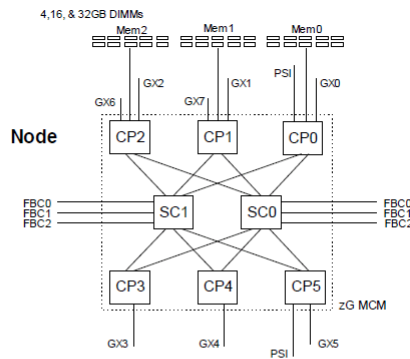 4,16, & 32GB DIMMs
Mem2 Mem1 Mem0
PSI
GX2 GX1 GX0
GX6 GX7
Node
CP2 CP1 CP0
FBC0 FBC0
FBC1 SC1 SC0 FBC1
FBC2 FBC2
CP3 CP4 CP5
zG MCM
GX3 GX4 GX5
PSI